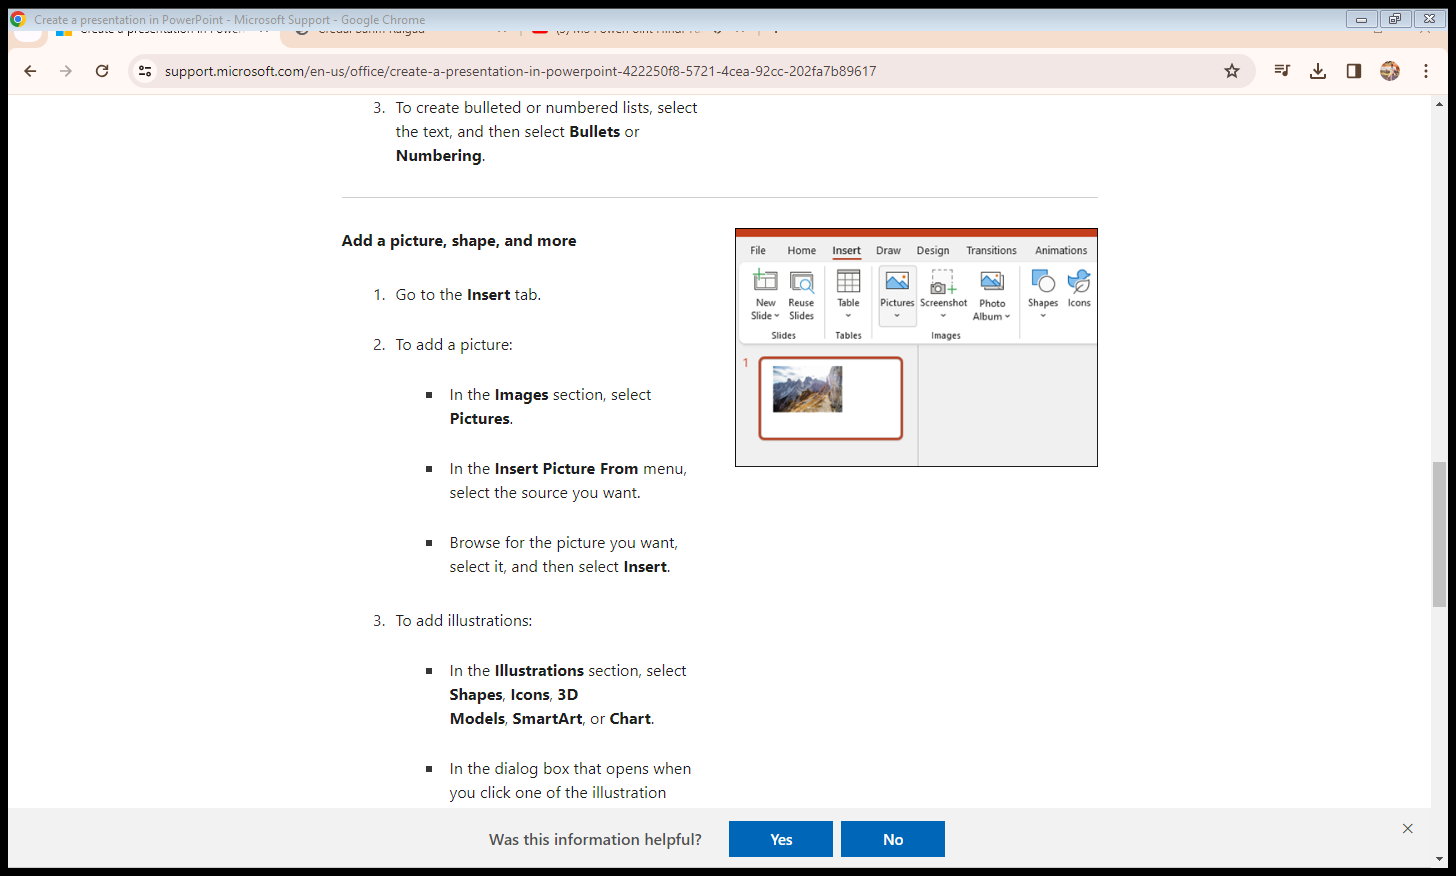 Create a presentation in PowerPoint - Microsoft Support - Google Chrome
support.microsoft.com/en-us/office/create-a-presentation-in-powerpoint-422250f8-5721-4cea-92cc-202fa7b89617
3. To create bulleted or numbered lists, select
the text, and then select Bullets or
Numbering.
Add a picture, shape, and more
1. Go to the Insert tab.
2. To add a picture:
In the Images section, select
Pictures.
In the Insert Picture From menu,
select the source you want.
Browse for the picture you want,
select it, and then select Insert.
3. To add illustrations:
In the Illustrations section, select
Shapes, Icons, 3D
Models, SmartArt, or Chart.
In the dialog box that opens when
you click one of the illustration
File Home Insert Draw Design Transitions Animations
New Slide Reuse Slides Table Pictures Screenshot Photo Album Shapes Icons
Slides Tables Images
1
Was this information helpful? Yes No